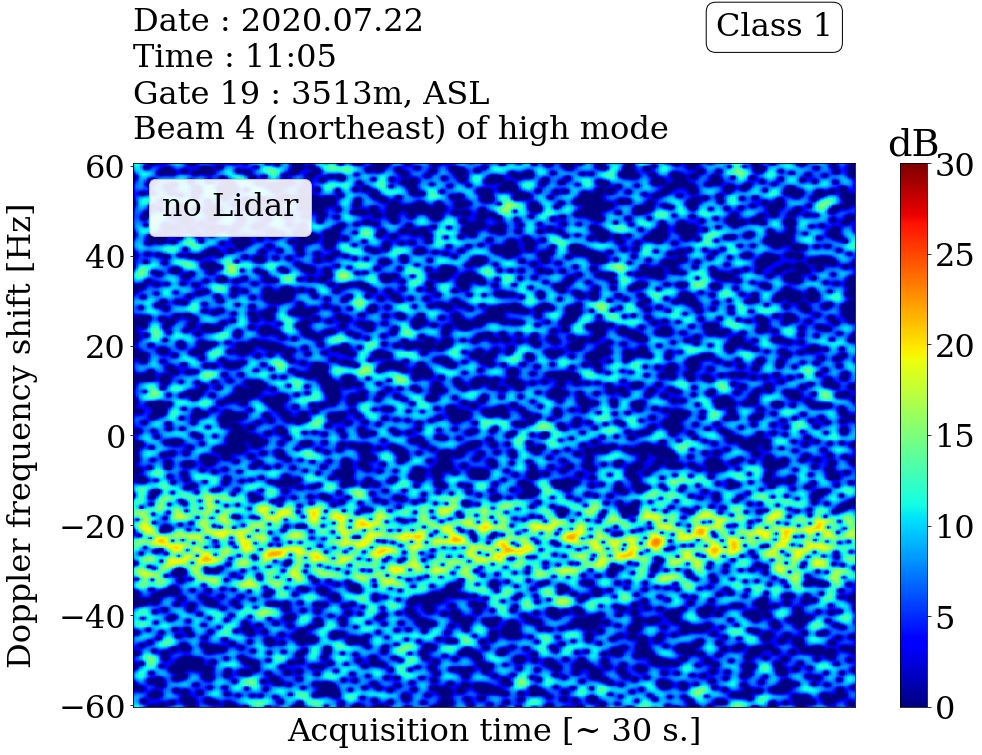 Date : 2020.07.22
Time : 11:05
Gate 19 : 3513m, ASL
Beam 4 (northeast) of high mode
Class 1
dB
no Lidar
Doppler frequency shift [Hz]
60
40
20
0
−20
−40
−60
30
25
20
15
10
5
0
Acquisition time [~ 30 s.]